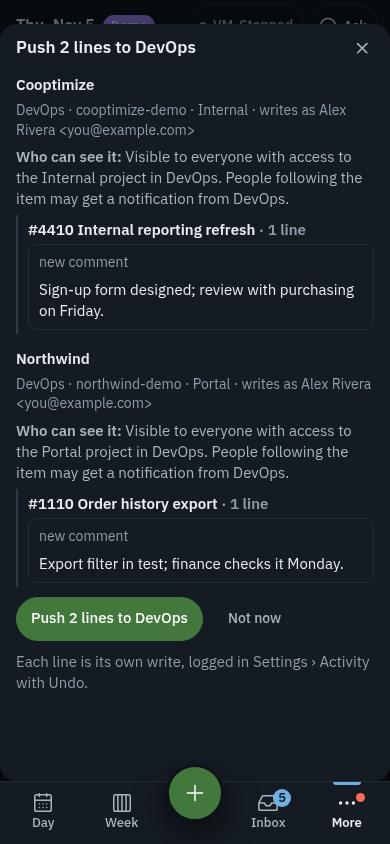 Thu, Nov 5 Demo VM Stopped Ask
Push 2 lines to DevOps
Cooptimize
DevOps · cooptimize-demo · Internal · writes as Alex
Rivera <you@example.com>
Who can see it: Visible to everyone with access to
the Internal project in DevOps. People following the
item may get a notification from DevOps.
#4410 Internal reporting refresh · 1 line
new comment
Sign-up form designed; review with purchasing
on Friday.
Northwind
DevOps · northwind-demo · Portal · writes as Alex Rivera
<you@example.com>
Who can see it: Visible to everyone with access to
the Portal project in DevOps. People following the
item may get a notification from DevOps.
#1110 Order history export · 1 line
new comment
Export filter in test; finance checks it Monday.
Push 2 lines to DevOps Not now
Each line is its own write, logged in Settings › Activity
with Undo.
5
Day Week Inbox More